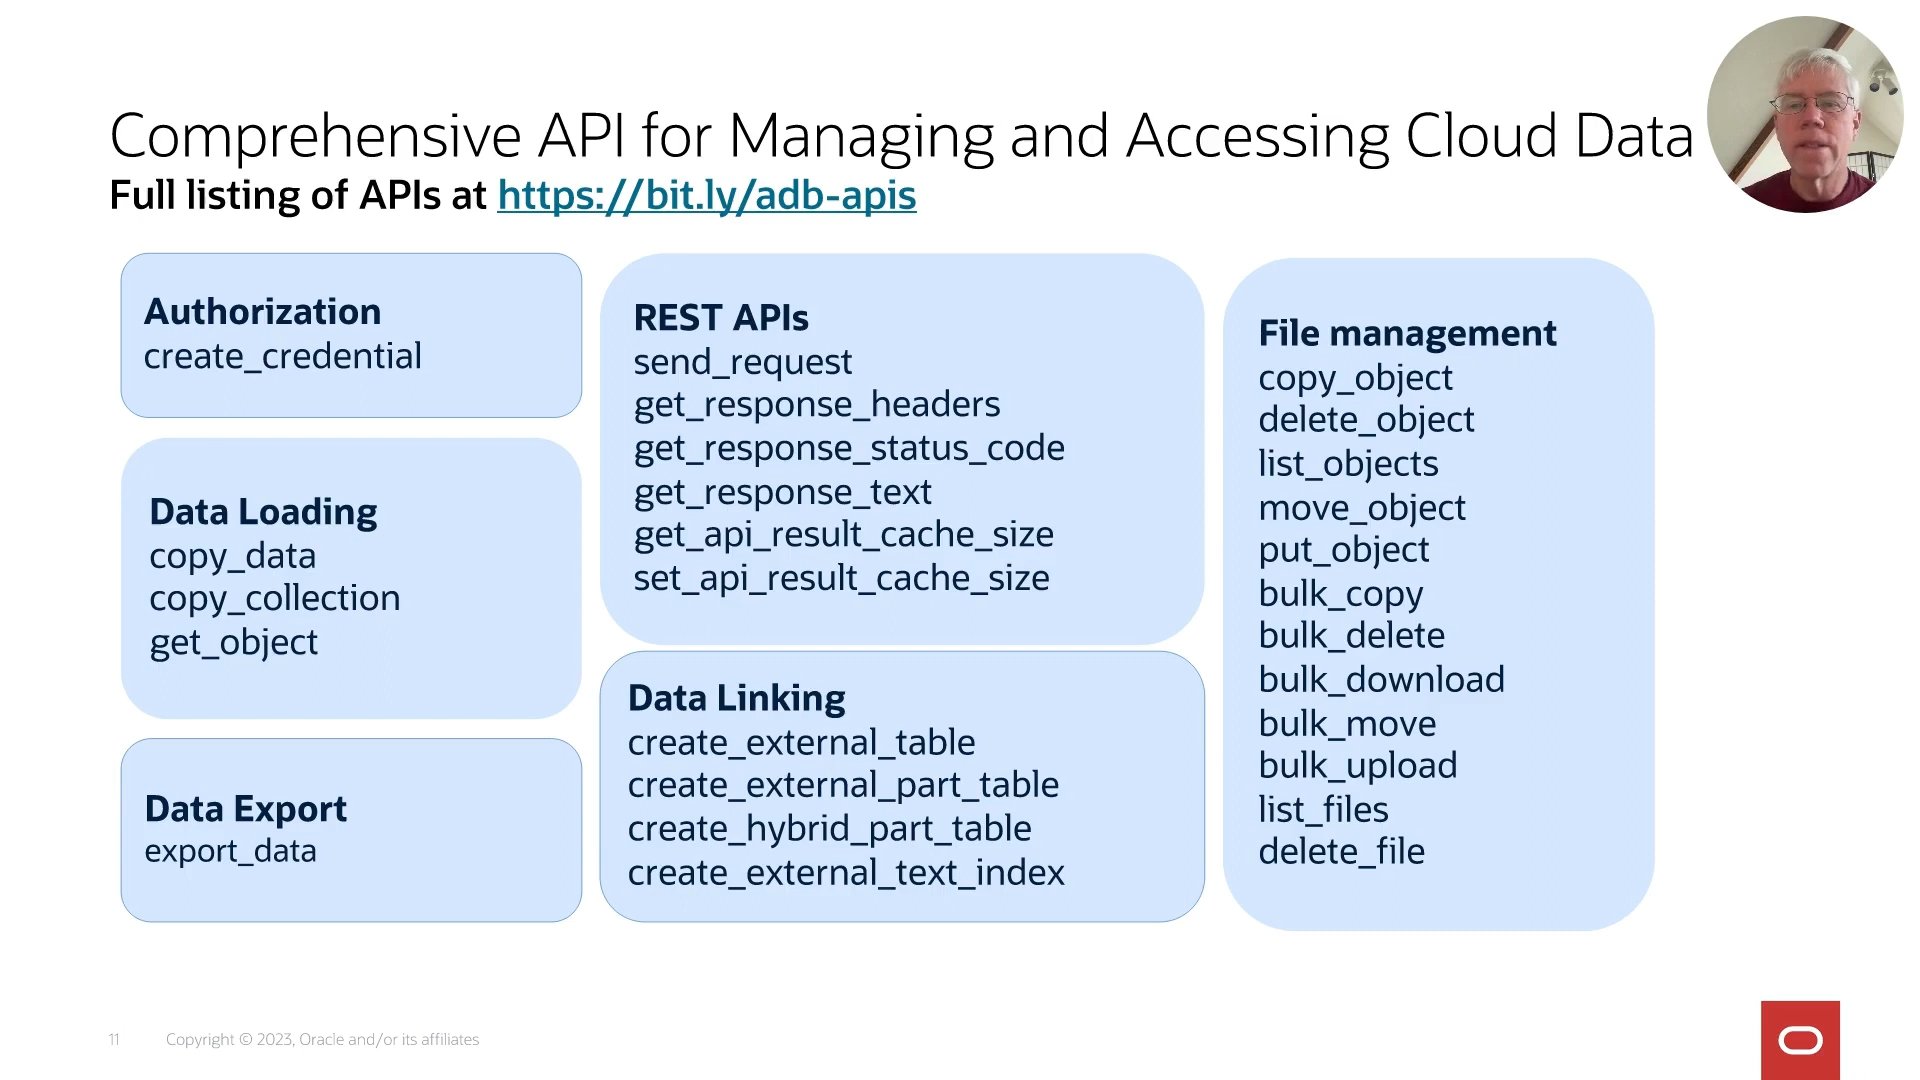 Comprehensive API for Managing and Accessing Cloud Data
Full listing of APIs at https://bit.ly/adb-apis
Authorization
create_credential
Data Loading
copy_data
copy_collection
get_object
Data Export
export_data
REST APIs
send_request
get_response_headers
get_response_status_code
get_response_text
get_api_result_cache_size
set_api_result_cache_size
Data Linking
create_external_table
create_external_part_table
create_hybrid_part_table
create_external_text_index
File management
copy_object
delete_object
list_objects
move_object
put_object
bulk_copy
bulk_delete
bulk_download
bulk_move
bulk_upload
list_files
delete_file
11 Copyright © 2023, Oracle and/or its affiliates